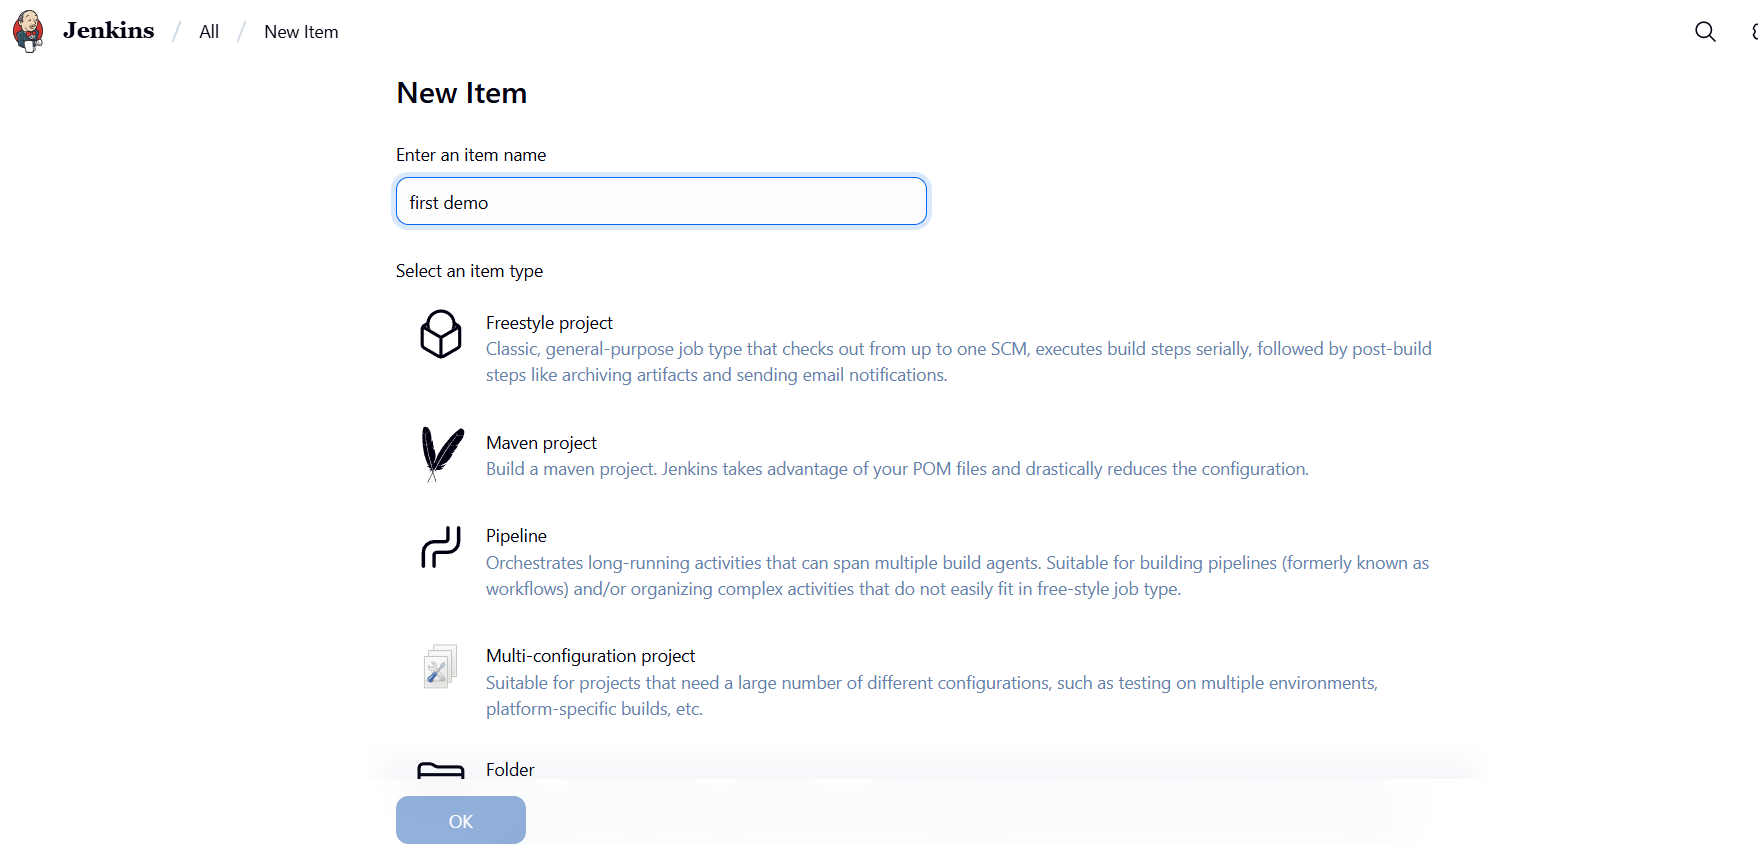 Jenkins / All / New Item
New Item
Enter an item name
first demo
Select an item type
Freestyle project
Classic, general-purpose job type that checks out from up to one SCM, executes build steps serially, followed by post-build
steps like archiving artifacts and sending email notifications.
Maven project
Build a maven project. Jenkins takes advantage of your POM files and drastically reduces the configuration.
Pipeline
Orchestrates long-running activities that can span multiple build agents. Suitable for building pipelines (formerly known as
workflows) and/or organizing complex activities that do not easily fit in free-style job type.
Multi-configuration project
Suitable for projects that need a large number of different configurations, such as testing on multiple environments,
platform-specific builds, etc.
Folder
OK